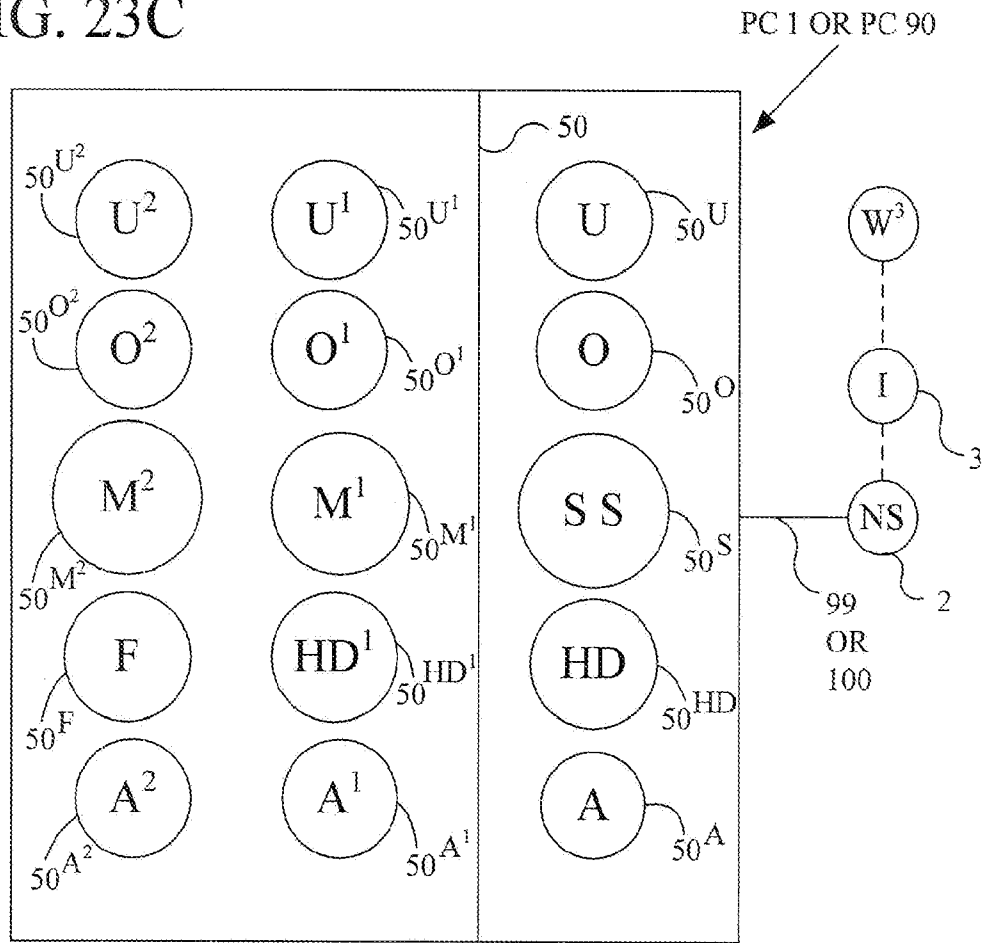 IG. 23C
PC 1 OR PC 90
50
50U²
U²
U¹
50U¹
U
50U
W³
50O²
O²
O¹
50O¹
O
50O
I
3
M²
50M²
M¹
50M¹
S S
50S
NS
2
99
OR
100
F
50F
HD¹
50HD¹
HD
50HD
A²
50A²
A¹
50A¹
A
50A